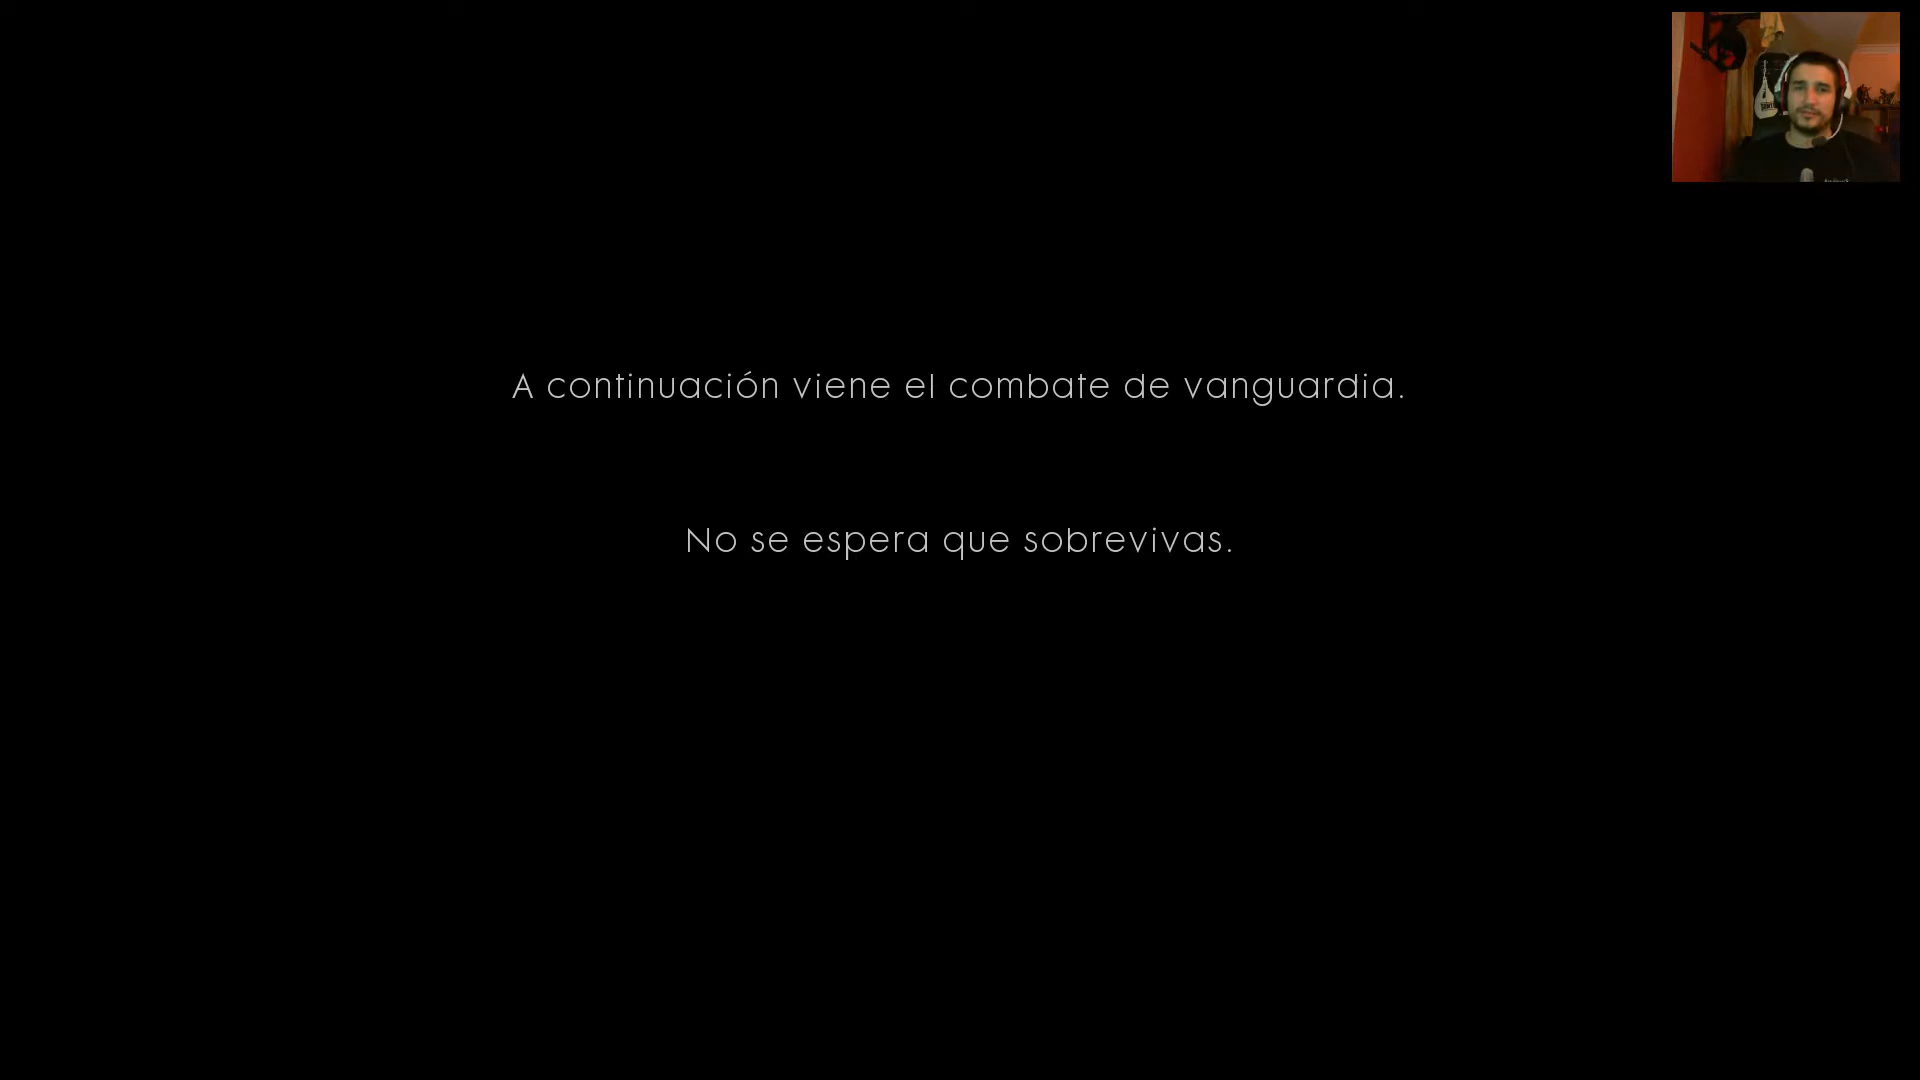 A continuación viene el combate de vanguardia.
No se espera que sobrevivas.